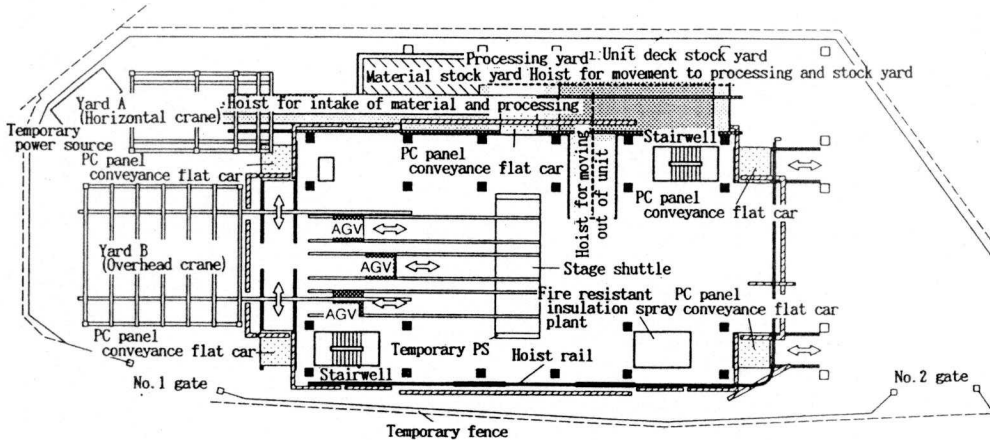 Processing yard
Unit deck stock yard
Material stock yard
Hoist for movement to processing and stock yard
Yard A
(Horizontal crane)
Hoist for intake of material and processing
Temporary
power source
PC panel
conveyance flat car
PC panel
conveyance flat car
Hoist for moving
out of unit
Stairwell
PC panel
conveyance flat car
Yard B
(Overhead crane)
AGV
AGV
AGV
Stage shuttle
Fire resistant
insulation spray
plant
PC panel
conveyance flat car
PC panel
conveyance flat car
Temporary PS
Hoist rail
Stairwell
No.1 gate
No.2 gate
Temporary fence